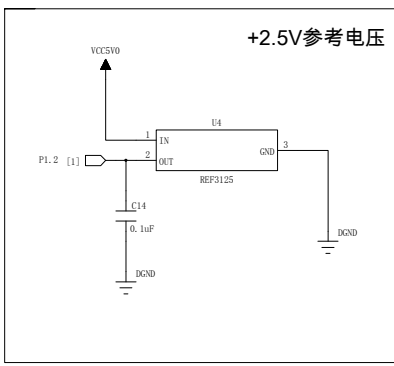 +2.5V参考电压
VCC5V0
U4
1 IN
3
P1.2 [1] 2 OUT GND
REF3125
C14
0.1uF
DGND
DGND